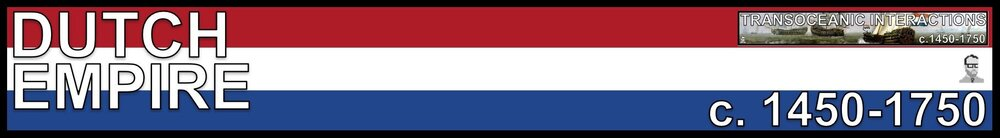 DUTCH
EMPIRE
TRANSOCEANIC INTERACTIONS
c.1450-1750
c. 1450-1750